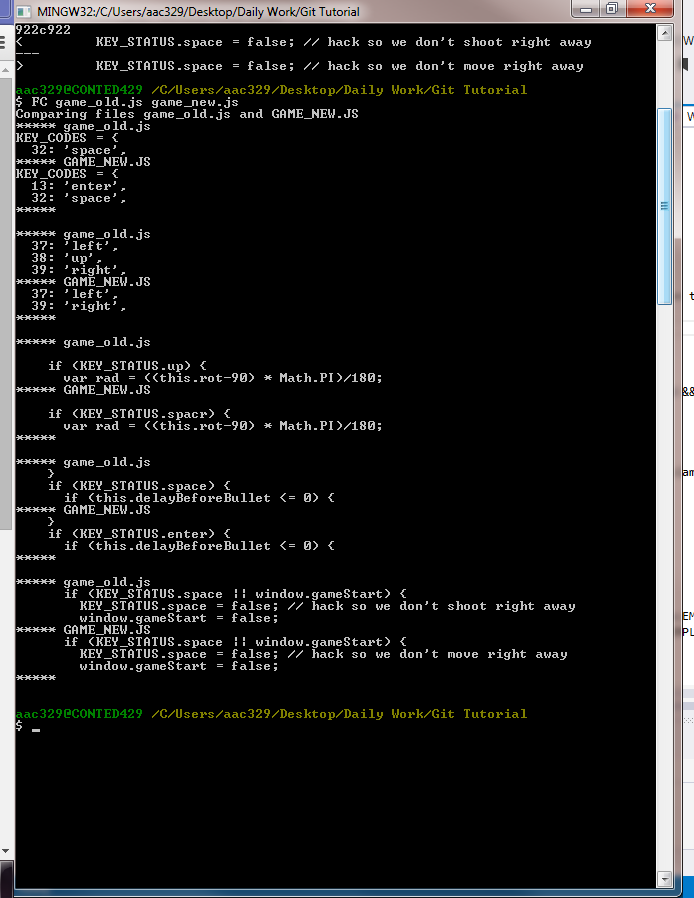 MINGW32:/C/Users/aac329/Desktop/Daily Work/Git Tutorial
922c922
<         KEY_STATUS.space = false; // hack so we don't shoot right away
---
>         KEY_STATUS.space = false; // hack so we don't move right away
aac329@CONTED429 /C/Users/aac329/Desktop/Daily Work/Git Tutorial
$ FC game_old.js game_new.js
Comparing files game_old.js and GAME_NEW.JS
***** game_old.js
KEY_CODES = {
  32: 'space',
***** GAME_NEW.JS
KEY_CODES = {
  13: 'enter',
  32: 'space',
*****
***** game_old.js
  37: 'left',
  38: 'up',
  39: 'right',
***** GAME_NEW.JS
  37: 'left',
  39: 'right',
*****
***** game_old.js
    if (KEY_STATUS.up) {
      var rad = ((this.rot-90) * Math.PI)/180;
***** GAME_NEW.JS
    if (KEY_STATUS.spacr) {
      var rad = ((this.rot-90) * Math.PI)/180;
*****
***** game_old.js
    }
    if (KEY_STATUS.space) {
      if (this.delayBeforeBullet <= 0) {
***** GAME_NEW.JS
    }
    if (KEY_STATUS.enter) {
      if (this.delayBeforeBullet <= 0) {
*****
***** game_old.js
      if (KEY_STATUS.space || window.gameStart) {
        KEY_STATUS.space = false; // hack so we don't shoot right away
        window.gameStart = false;
***** GAME_NEW.JS
      if (KEY_STATUS.space || window.gameStart) {
        KEY_STATUS.space = false; // hack so we don't move right away
        window.gameStart = false;
*****
aac329@CONTED429 /C/Users/aac329/Desktop/Daily Work/Git Tutorial
$ _